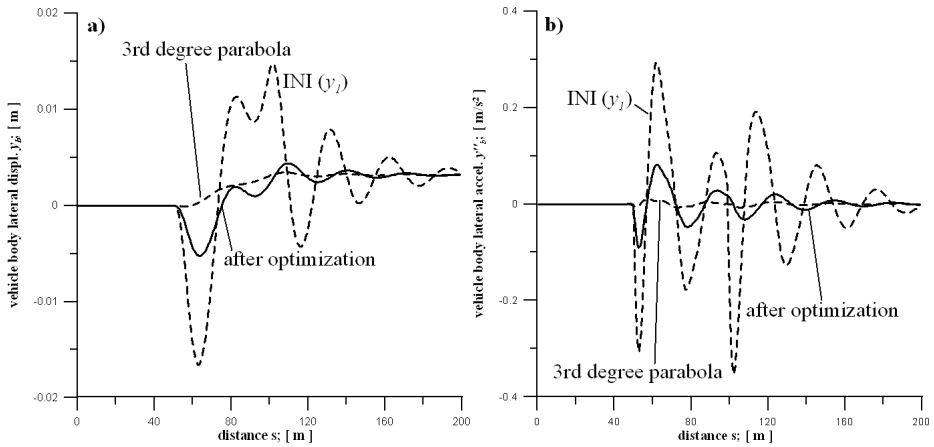 a)
3rd degree parabola
INI (y1)
after optimization
vehicle body lateral displ. yb; [ m ]
0.02
0.01
0
-0.01
-0.02
0
40
80
120
160
200
distance s; [ m ]
b)
INI (y1)
after optimization
3rd degree parabola
vehicle body lateral accel. y''b; [ m/s² ]
0.4
0.2
0
-0.2
-0.4
0
40
80
120
160
200
distance s; [ m ]